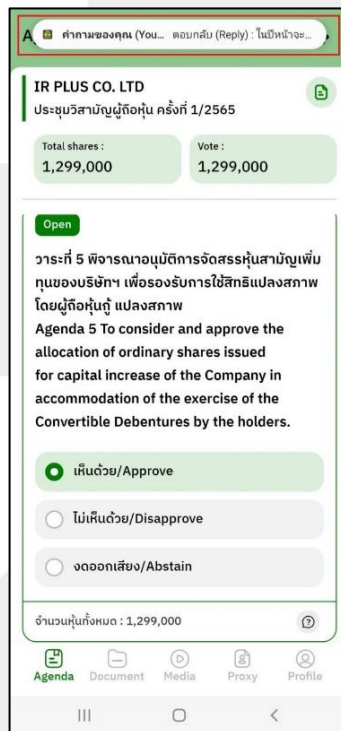 A
คำถามของคุณ (You... ตอบกลับ (Reply) : ในปีหน้าจะ...
IR PLUS CO. LTD
ประชุมวิสามัญผู้ถือหุ้น ครั้งที่ 1/2565
Total shares :
1,299,000
Vote :
1,299,000
Open
วาระที่ 5 พิจารณาอนุมัติการจัดสรรหุ้นสามัญเพิ่ม
ทุนของบริษัทฯ เพื่อรองรับการใช้สิทธิแปลงสภาพ
โดยผู้ถือหุ้นกู้ แปลงสภาพ
Agenda 5 To consider and approve the
allocation of ordinary shares issued
for capital increase of the Company in
accommodation of the exercise of the
Convertible Debentures by the holders.
เห็นด้วย/Approve
ไม่เห็นด้วย/Disapprove
งดออกเสียง/Abstain
จำนวนหุ้นทั้งหมด : 1,299,000
Agenda Document Media Proxy Profile